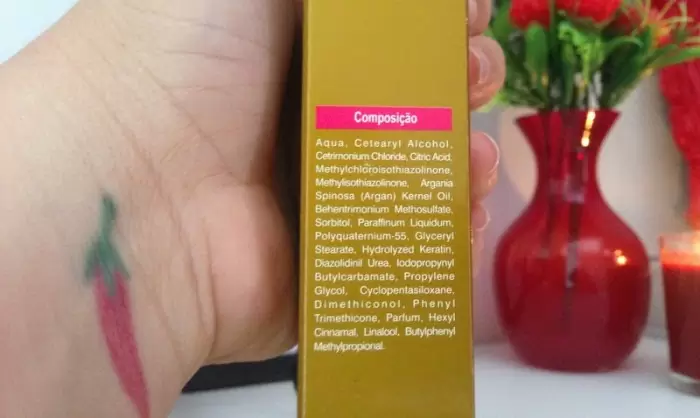 Composição
Aqua, Cetearyl Alcohol,
Cetrimonium Chloride, Citric Acid,
Methylchloroisothiazolinone,
Methylisothiazolinone, Argania
Spinosa (Argan) Kernel Oil,
Behentrimonium Methosulfate,
Sorbitol, Paraffinum Liquidum,
Polyquaternium-55, Glyceryl
Stearate, Hydrolyzed Keratin,
Diazolidinil Urea, Iodopropynyl
Butylcarbamate, Propylene
Glycol, Cyclopentasiloxane,
Dimethiconol, Phenyl
Trimethicone, Parfum, Hexyl
Cinnamal, Linalool, Butylphenyl
Methylpropional.